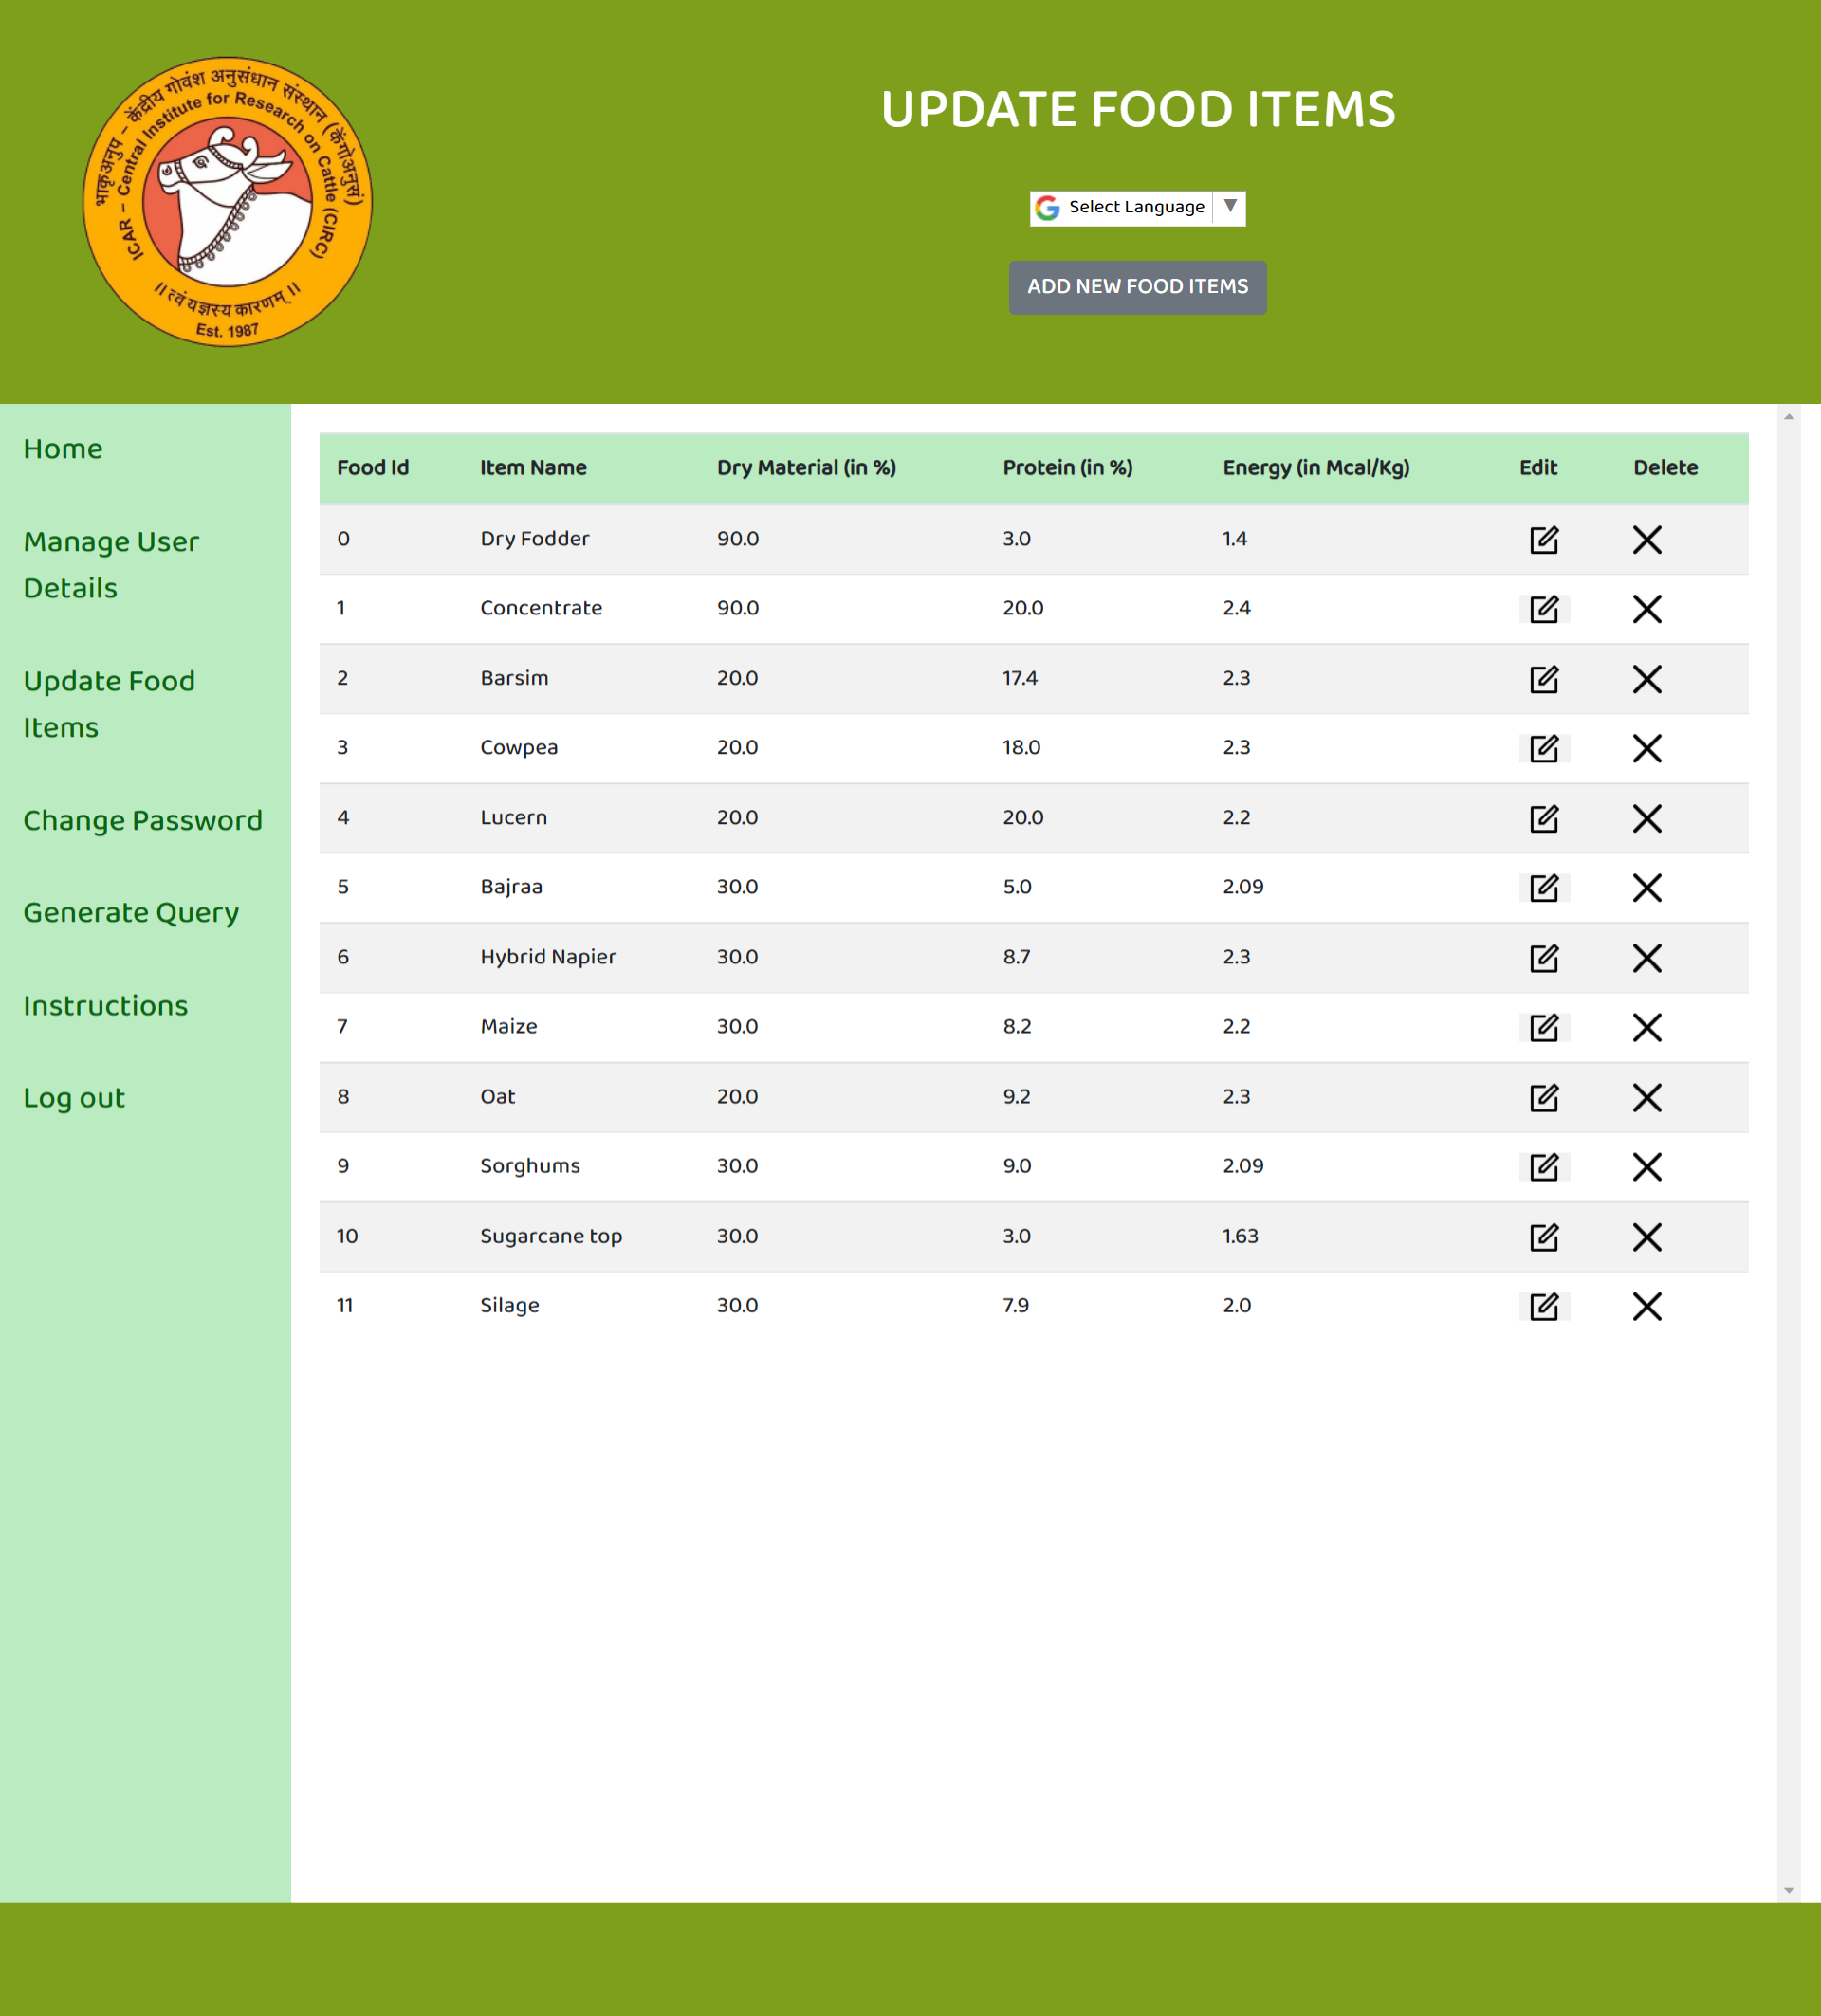 भाकृअनुप – केंद्रीय गोवंश अनुसंधान संस्थान (केंगोअनुसं)
ICAR – Central Institute for Research on Cattle (CIRC)
॥ त्वं यज्ञस्य कारणम् ॥
Est. 1987
UPDATE FOOD ITEMS
Select Language ▼
ADD NEW FOOD ITEMS
Home
Manage User
Details
Update Food
Items
Change Password
Generate Query
Instructions
Log out
Food Id Item Name Dry Material (in %) Protein (in %) Energy (in Mcal/Kg) Edit Delete
0 Dry Fodder 90.0 3.0 1.4
1 Concentrate 90.0 20.0 2.4
2 Barsim 20.0 17.4 2.3
3 Cowpea 20.0 18.0 2.3
4 Lucern 20.0 20.0 2.2
5 Bajraa 30.0 5.0 2.09
6 Hybrid Napier 30.0 8.7 2.3
7 Maize 30.0 8.2 2.2
8 Oat 20.0 9.2 2.3
9 Sorghums 30.0 9.0 2.09
10 Sugarcane top 30.0 3.0 1.63
11 Silage 30.0 7.9 2.0